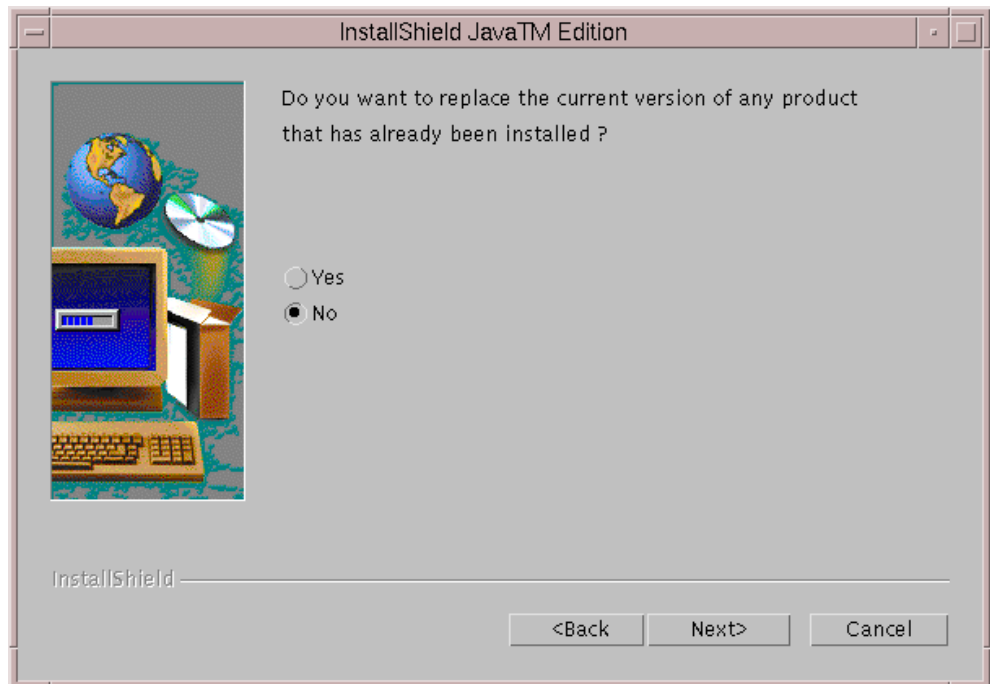 InstallShield JavaTM Edition
Do you want to replace the current version of any product
that has already been installed ?
Yes
No
InstallShield
<Back Next> Cancel